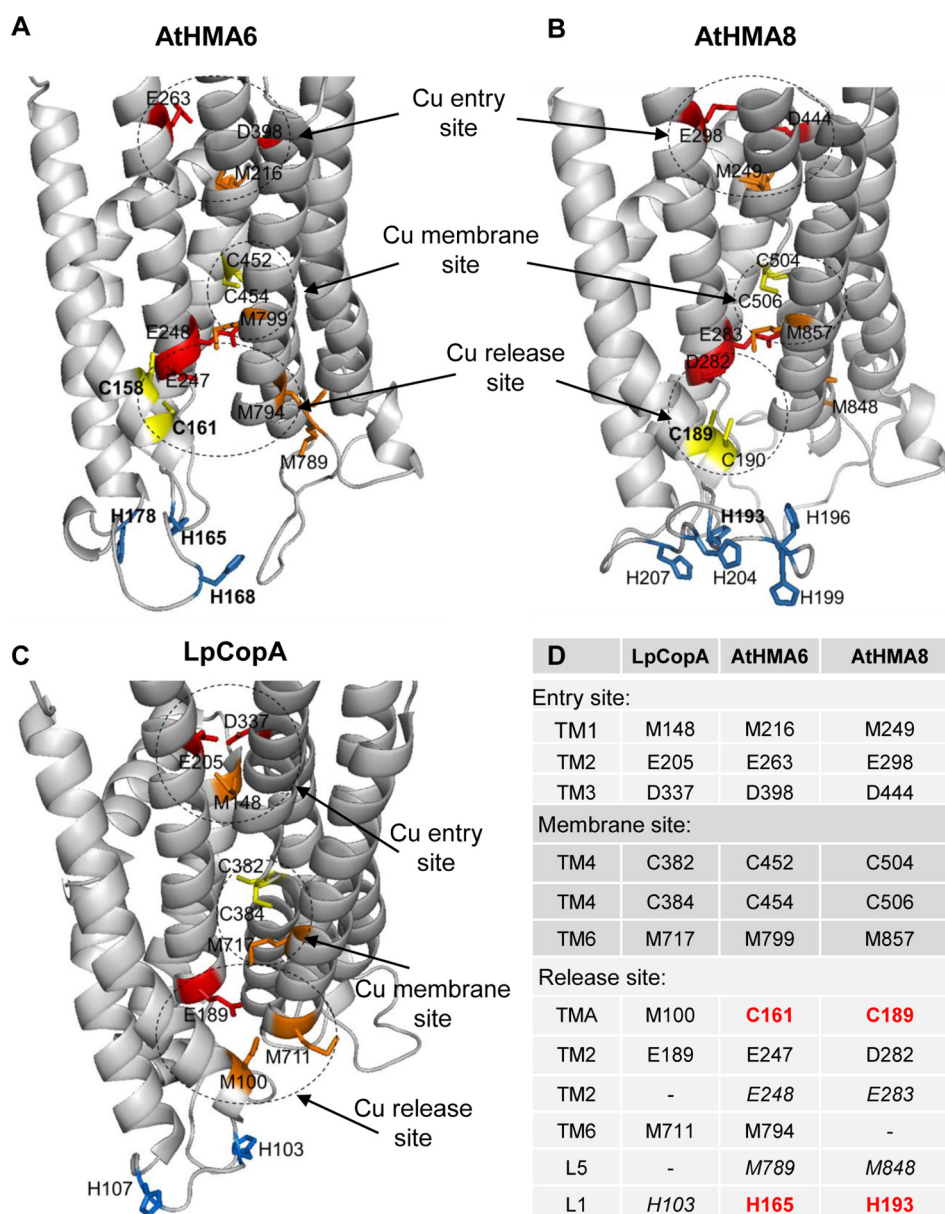 A
AtHMA6
B
AtHMA8
E263
D398
M216
C452
C454
M799
E248
E247
C158
C161
M794
M789
H178
H165
H168
Cu entry
site
Cu membrane
site
Cu release
site
D444
E298
M249
C504
C506
E283
M857
D282
M848
C189
C190
H193
H196
H207
H204
H199
C
LpCopA
D337
E205
M148
Cu entry
site
C382
C384
M717
Cu membrane
site
E189
M711
M100
Cu release
site
H103
H107
D LpCopA AtHMA6 AtHMA8
Entry site:
TM1 M148 M216 M249
TM2 E205 E263 E298
TM3 D337 D398 D444
Membrane site:
TM4 C382 C452 C504
TM4 C384 C454 C506
TM6 M717 M799 M857
Release site:
TMA M100 C161 C189
TM2 E189 E247 D282
TM2 - E248 E283
TM6 M711 M794 -
L5 - M789 M848
L1 H103 H165 H193